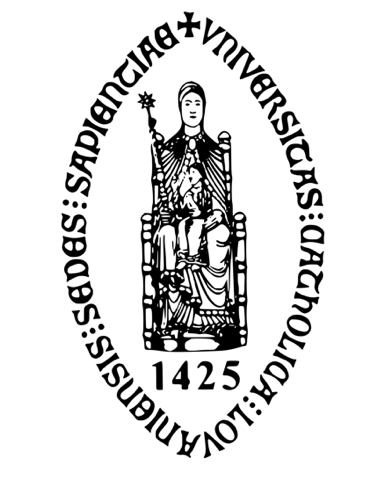 ✠ VNIVERSITAS : CATHOLICA : LOVANIENSIS : SEDES : SAPIENTIAE
1425